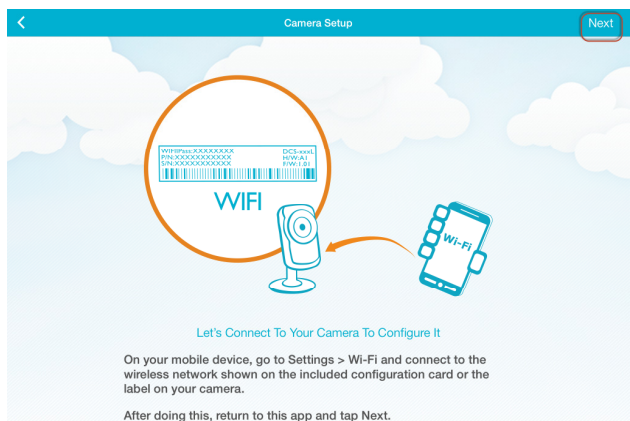 Camera Setup
Next
WIFIPass:XXXXXXXX DCS-xxxL
P/N:XXXXXXXXXXX H/W:A1
S/N:XXXXXXXXXXX F/W:1.01
WIFI
Wi-Fi
Let's Connect To Your Camera To Configure It
On your mobile device, go to Settings > Wi-Fi and connect to the
wireless network shown on the included configuration card or the
label on your camera.
After doing this, return to this app and tap Next.